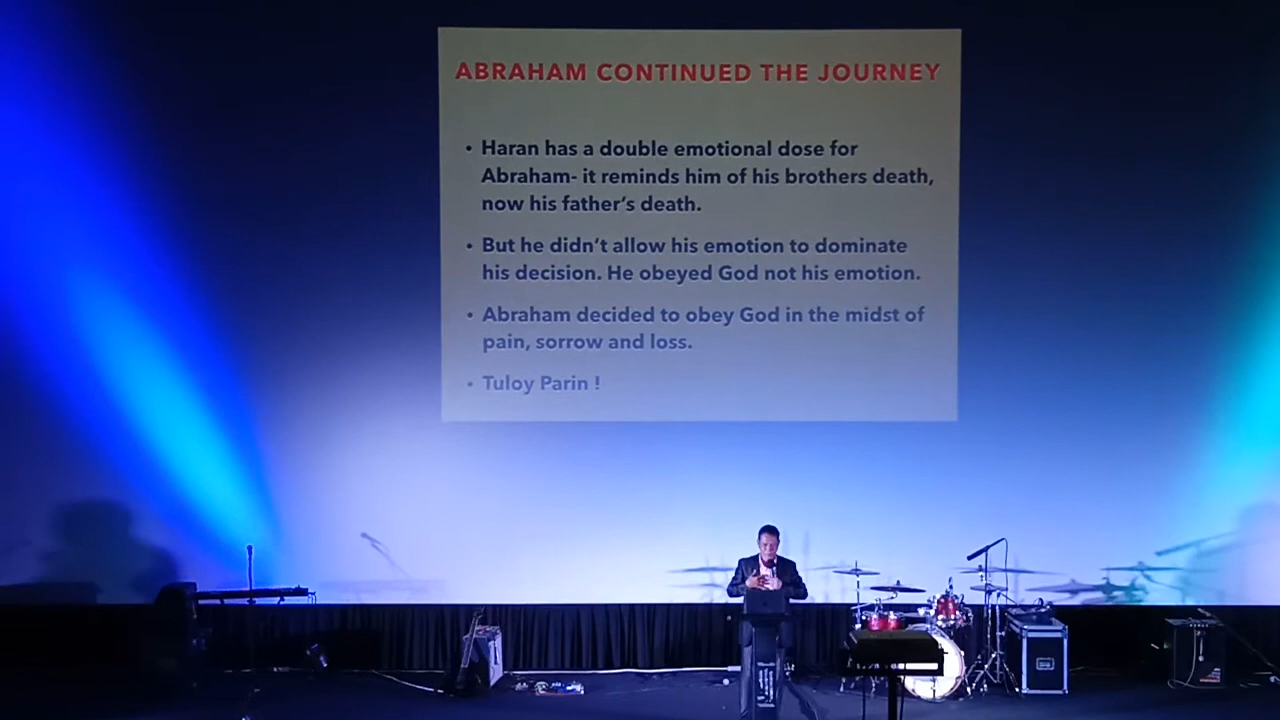 ABRAHAM CONTINUED THE JOURNEY
• Haran has a double emotional dose for
Abraham- it reminds him of his brothers death,
now his father's death.
• But he didn't allow his emotion to dominate
his decision. He obeyed God not his emotion.
• Abraham decided to obey God in the midst of
pain, sorrow and loss.
• Tuloy Parin !